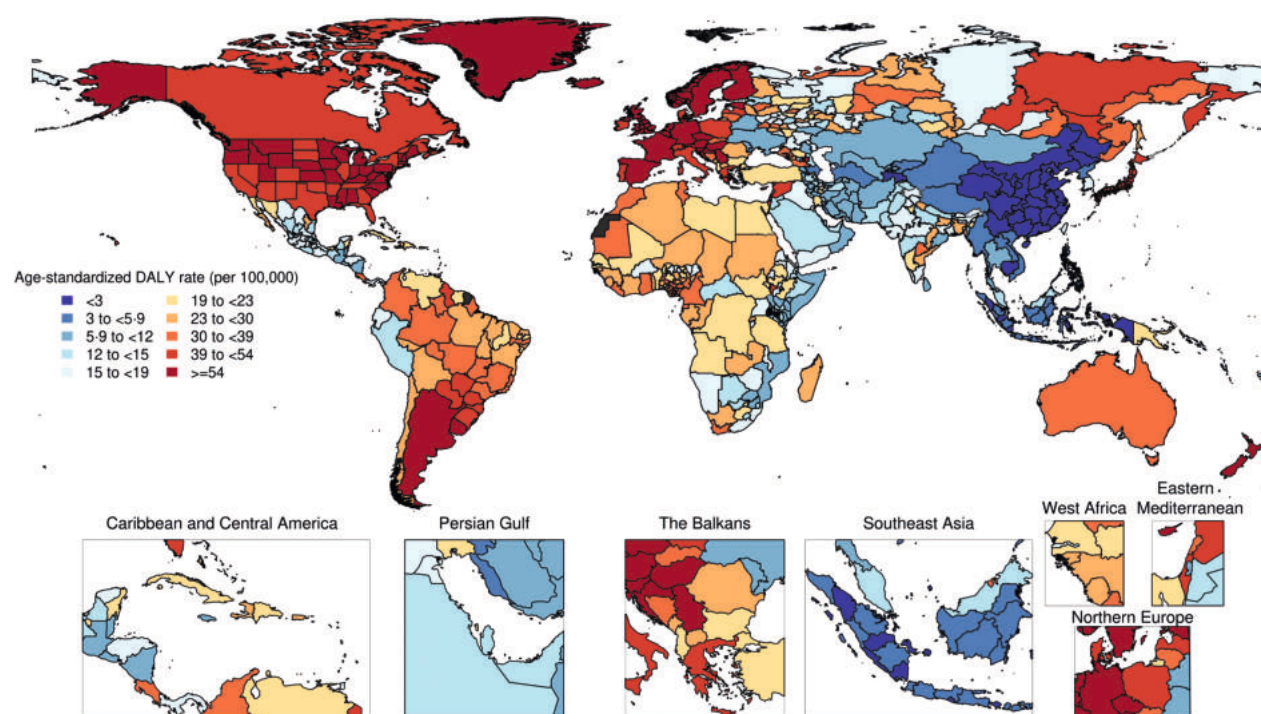 Age-standardized DALY rate (per 100,000)
<3
3 to <5·9
5·9 to <12
12 to <15
15 to <19
19 to <23
23 to <30
30 to <39
39 to <54
>=54
Caribbean and Central America
Persian Gulf
The Balkans
Southeast Asia
West Africa
Eastern
Mediterranean
Northern Europe